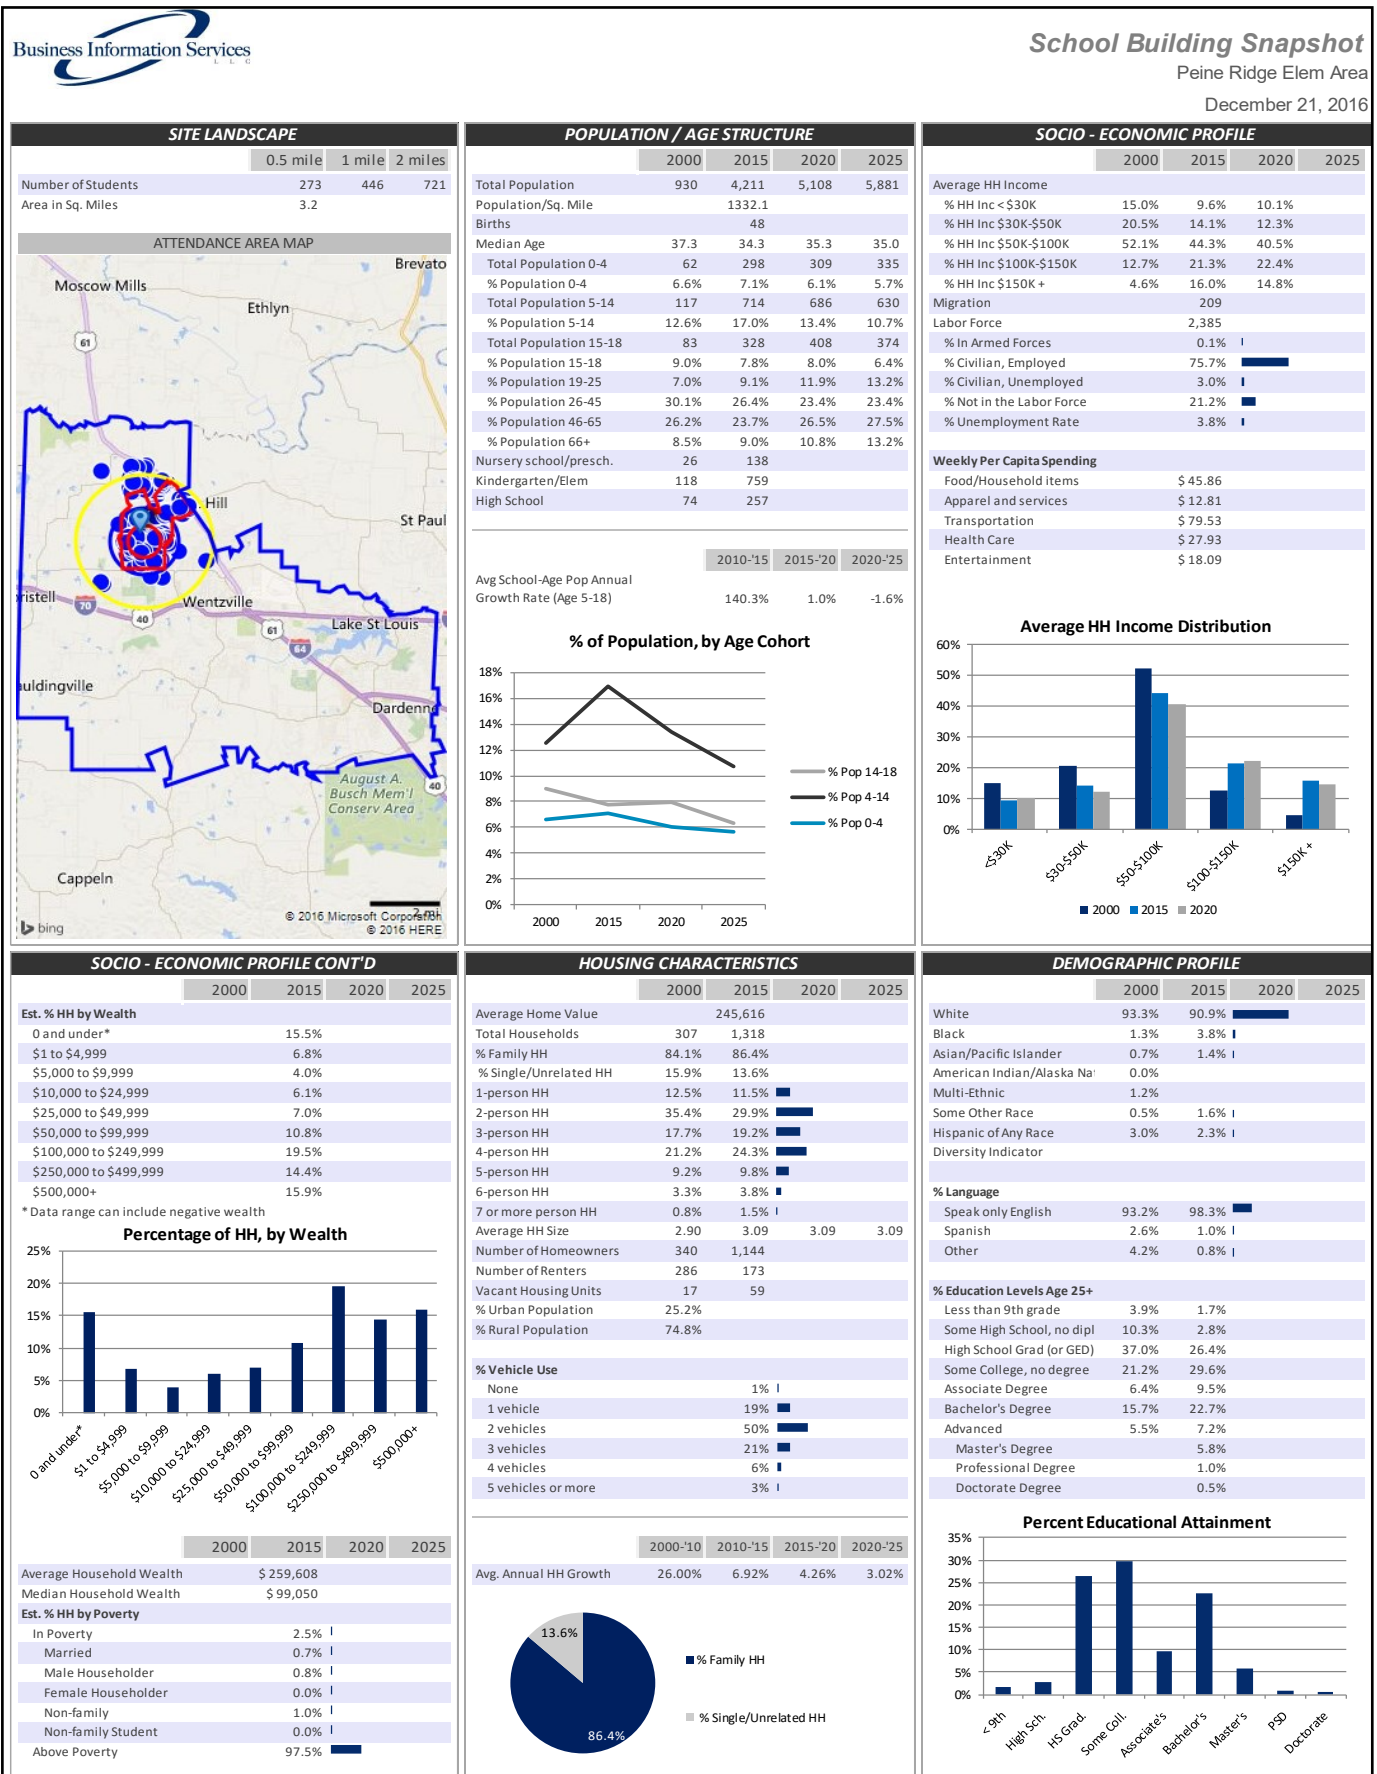 Business Information Services
L L C
School Building Snapshot
Peine Ridge Elem Area
December 21, 2016
SITE LANDSCAPE
0.5 mile 1 mile 2 miles
Number of Students 273 446 721
Area in Sq. Miles 3.2
ATTENDANCE AREA MAP
Brevato
Moscow Mills
Ethlyn
61
Hill
St Paul
ristell
70
40
Wentzville
61
Lake St Louis
64
auldingville
Dardenn
August A.
Busch Mem'l
Conserv Area
40
Cappeln
2 mi
© 2016 Microsoft Corporation
bing
© 2016 HERE
POPULATION / AGE STRUCTURE
2000 2015 2020 2025
Total Population 930 4,211 5,108 5,881
Population/Sq. Mile 1332.1
Births 48
Median Age 37.3 34.3 35.3 35.0
Total Population 0-4 62 298 309 335
% Population 0-4 6.6% 7.1% 6.1% 5.7%
Total Population 5-14 117 714 686 630
% Population 5-14 12.6% 17.0% 13.4% 10.7%
Total Population 15-18 83 328 408 374
% Population 15-18 9.0% 7.8% 8.0% 6.4%
% Population 19-25 7.0% 9.1% 11.9% 13.2%
% Population 26-45 30.1% 26.4% 23.4% 23.4%
% Population 46-65 26.2% 23.7% 26.5% 27.5%
% Population 66+ 8.5% 9.0% 10.8% 13.2%
Nursery school/presch. 26 138
Kindergarten/Elem 118 759
High School 74 257
2010-'15 2015-'20 2020-'25
Avg School-Age Pop Annual
Growth Rate (Age 5-18) 140.3% 1.0% -1.6%
% of Population, by Age Cohort
18%
16%
14%
12%
10%
8%
6%
4%
2%
0%
2000 2015 2020 2025
% Pop 14-18
% Pop 4-14
% Pop 0-4
SOCIO - ECONOMIC PROFILE
2000 2015 2020 2025
Average HH Income
% HH Inc < $30K 15.0% 9.6% 10.1%
% HH Inc $30K-$50K 20.5% 14.1% 12.3%
% HH Inc $50K-$100K 52.1% 44.3% 40.5%
% HH Inc $100K-$150K 12.7% 21.3% 22.4%
% HH Inc $150K + 4.6% 16.0% 14.8%
Migration 209
Labor Force 2,385
% In Armed Forces 0.1%
% Civilian, Employed 75.7%
% Civilian, Unemployed 3.0%
% Not in the Labor Force 21.2%
% Unemployment Rate 3.8%
Weekly Per Capita Spending
Food/Household items $ 45.86
Apparel and services $ 12.81
Transportation $ 79.53
Health Care $ 27.93
Entertainment $ 18.09
Average HH Income Distribution
60%
50%
40%
30%
20%
10%
0%
<$30K $30-$50K $50-$100K $100-$150K $150K +
2000 2015 2020
SOCIO - ECONOMIC PROFILE CONT'D
2000 2015 2020 2025
Est. % HH by Wealth
0 and under* 15.5%
$1 to $4,999 6.8%
$5,000 to $9,999 4.0%
$10,000 to $24,999 6.1%
$25,000 to $49,999 7.0%
$50,000 to $99,999 10.8%
$100,000 to $249,999 19.5%
$250,000 to $499,999 14.4%
$500,000+ 15.9%
* Data range can include negative wealth
Percentage of HH, by Wealth
25%
20%
15%
10%
5%
0%
0 and under* $1 to $4,999 $5,000 to $9,999 $10,000 to $24,999 $25,000 to $49,999 $50,000 to $99,999 $100,000 to $249,999 $250,000 to $499,999 $500,000+
2000 2015 2020 2025
Average Household Wealth $ 259,608
Median Household Wealth $ 99,050
Est. % HH by Poverty
In Poverty 2.5%
Married 0.7%
Male Householder 0.8%
Female Householder 0.0%
Non-family 1.0%
Non-family Student 0.0%
Above Poverty 97.5%
HOUSING CHARACTERISTICS
2000 2015 2020 2025
Average Home Value 245,616
Total Households 307 1,318
% Family HH 84.1% 86.4%
% Single/Unrelated HH 15.9% 13.6%
1-person HH 12.5% 11.5%
2-person HH 35.4% 29.9%
3-person HH 17.7% 19.2%
4-person HH 21.2% 24.3%
5-person HH 9.2% 9.8%
6-person HH 3.3% 3.8%
7 or more person HH 0.8% 1.5%
Average HH Size 2.90 3.09 3.09 3.09
Number of Homeowners 340 1,144
Number of Renters 286 173
Vacant Housing Units 17 59
% Urban Population 25.2%
% Rural Population 74.8%
% Vehicle Use
None 1%
1 vehicle 19%
2 vehicles 50%
3 vehicles 21%
4 vehicles 6%
5 vehicles or more 3%
2000-'10 2010-'15 2015-'20 2020-'25
Avg. Annual HH Growth 26.00% 6.92% 4.26% 3.02%
13.6%
86.4%
% Family HH
% Single/Unrelated HH
DEMOGRAPHIC PROFILE
2000 2015 2020 2025
White 93.3% 90.9%
Black 1.3% 3.8%
Asian/Pacific Islander 0.7% 1.4%
American Indian/Alaska Na 0.0%
Multi-Ethnic 1.2%
Some Other Race 0.5% 1.6%
Hispanic of Any Race 3.0% 2.3%
Diversity Indicator
% Language
Speak only English 93.2% 98.3%
Spanish 2.6% 1.0%
Other 4.2% 0.8%
% Education Levels Age 25+
Less than 9th grade 3.9% 1.7%
Some High School, no dipl 10.3% 2.8%
High School Grad (or GED) 37.0% 26.4%
Some College, no degree 21.2% 29.6%
Associate Degree 6.4% 9.5%
Bachelor's Degree 15.7% 22.7%
Advanced 5.5% 7.2%
Master's Degree 5.8%
Professional Degree 1.0%
Doctorate Degree 0.5%
Percent Educational Attainment
35%
30%
25%
20%
15%
10%
5%
0%
< 9th High Sch. HS Grad. Some Coll. Associate's Bachelor's Master's PSD Doctorate